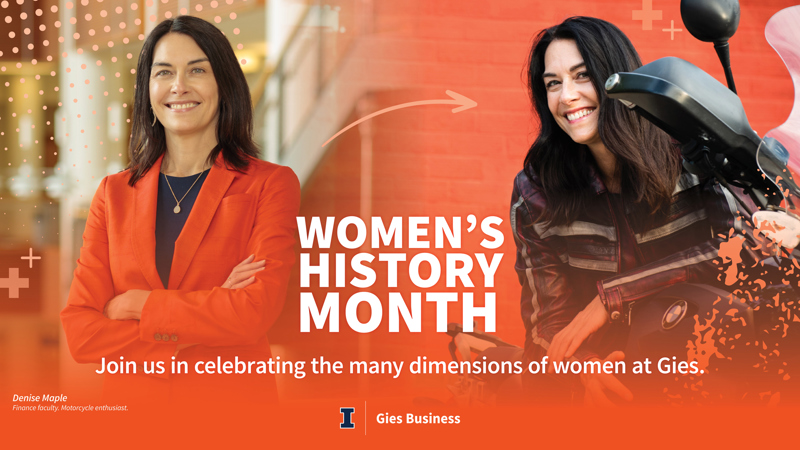 WOMEN'S
HISTORY
MONTH
Join us in celebrating the many dimensions of women at Gies.
Denise Maple
Finance faculty. Motorcycle enthusiast.
I
Gies Business